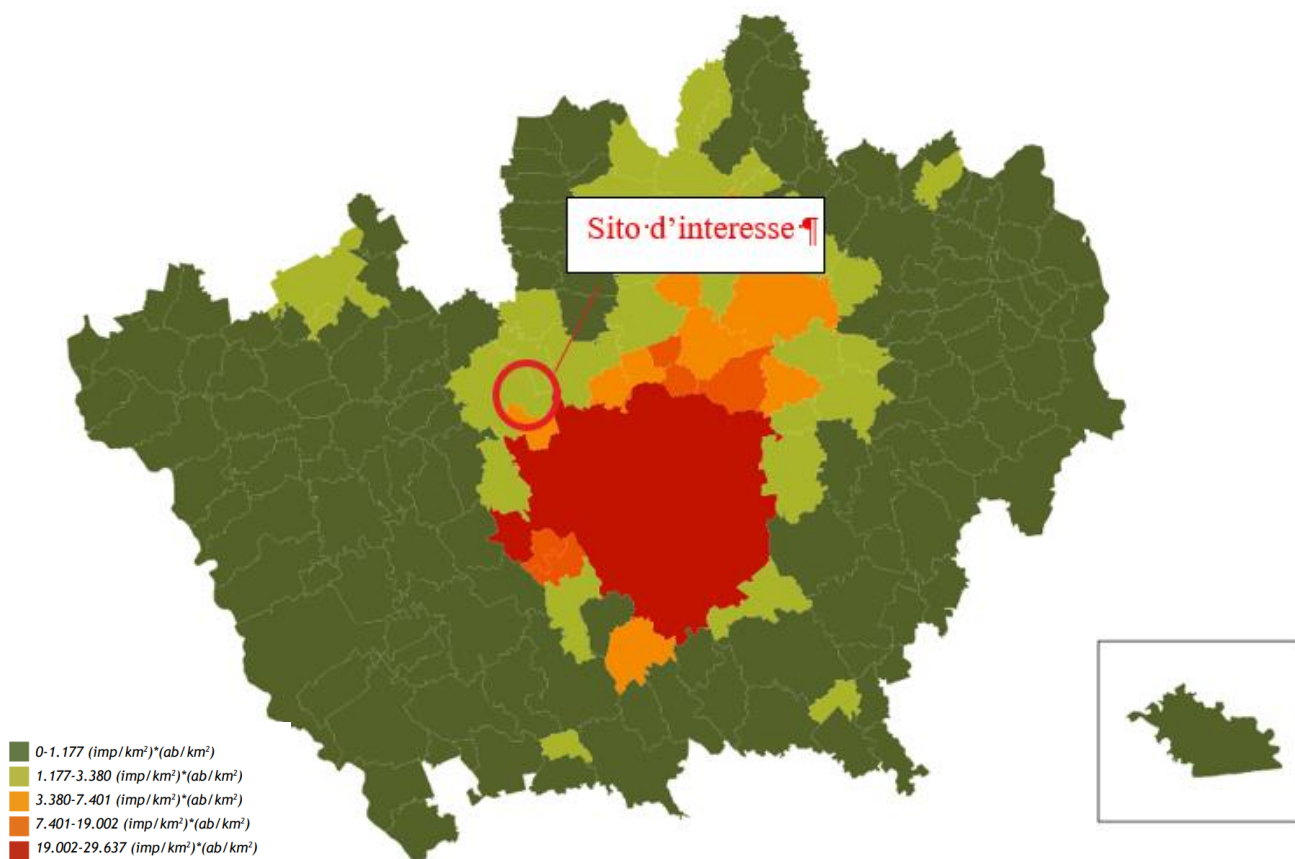 Sito·d’interesse·¶
0-1.177 (imp/km²)*(ab/km²)
1.177-3.380 (imp/km²)*(ab/km²)
3.380-7.401 (imp/km²)*(ab/km²)
7.401-19.002 (imp/km²)*(ab/km²)
19.002-29.637 (imp/km²)*(ab/km²)